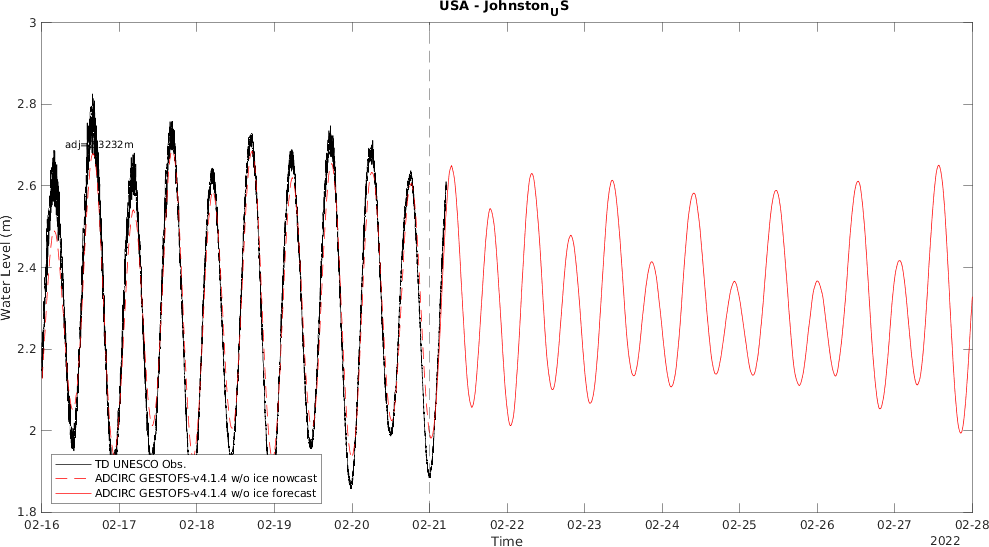 USA - Johnston_US
3
2.8
2.6
2.4
2.2
2
1.8
Water Level (m)
TD UNESCO Obs.
ADCIRC GESTOFS-v4.1.4 w/o ice nowcast
ADCIRC GESTOFS-v4.1.4 w/o ice forecast
02-16 02-17 02-18 02-19 02-20 02-21 02-22 02-23 02-24 02-25 02-26 02-27 02-28
Time
2022